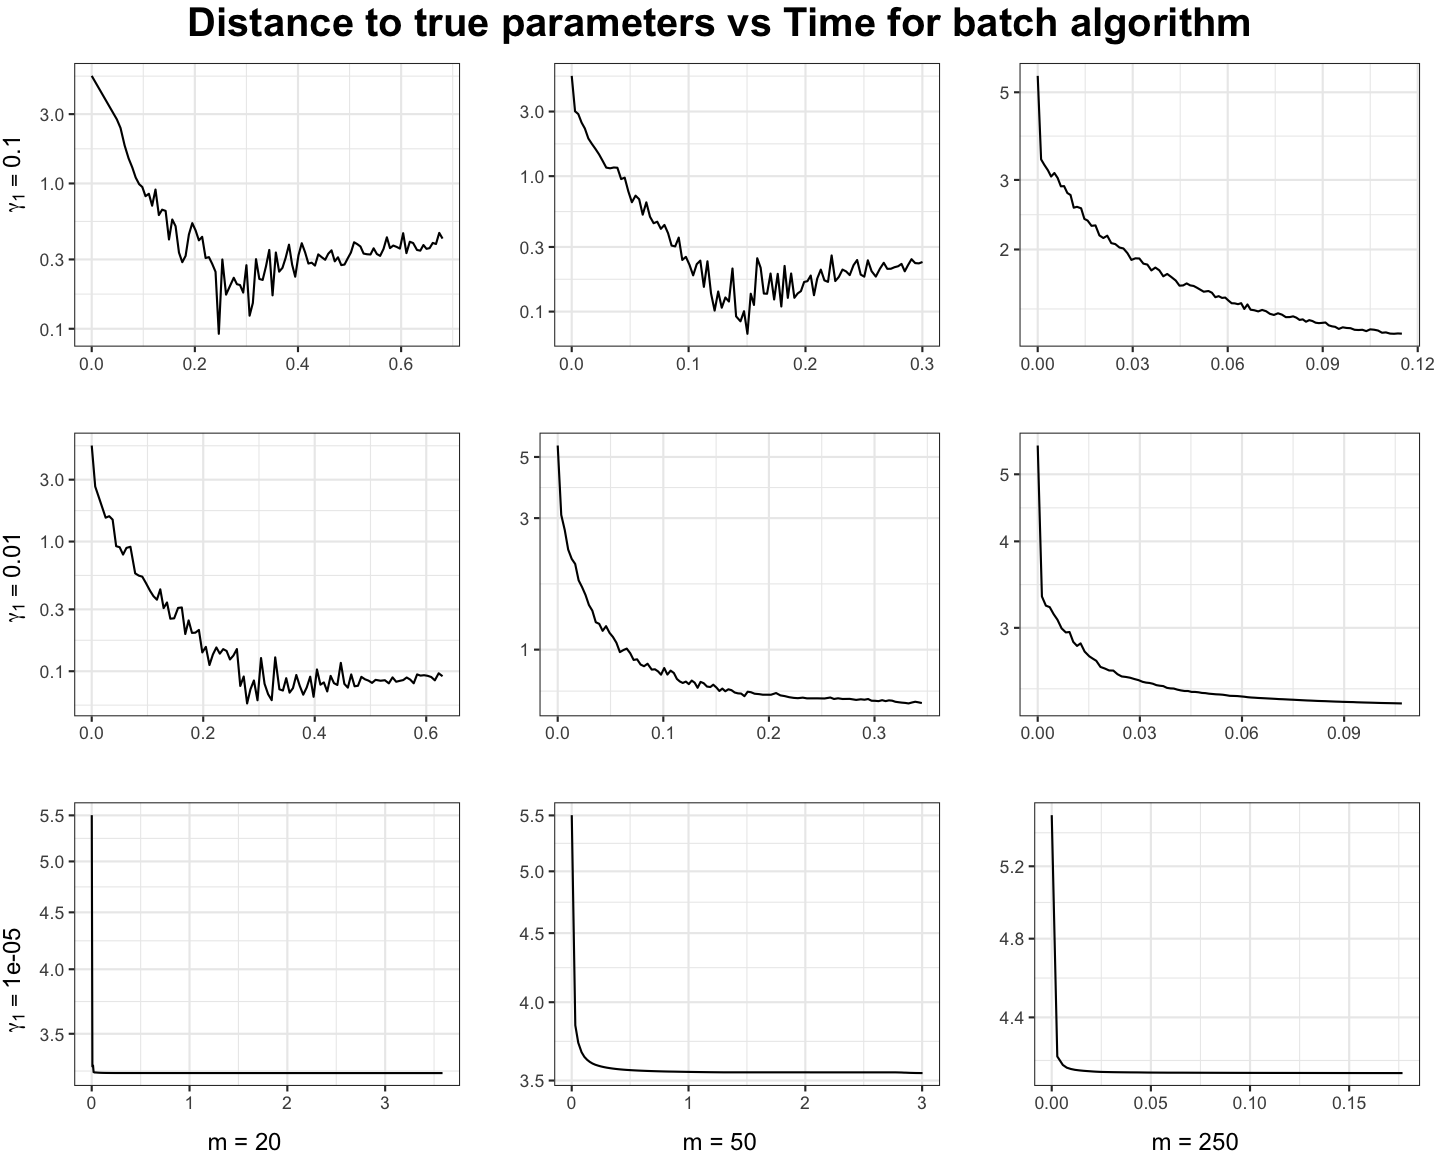 Distance to true parameters vs Time for batch algorithm
γ1 = 0.1
3.0
1.0
0.3
0.1
0.0 0.2 0.4 0.6
3.0
1.0
0.3
0.1
0.0 0.1 0.2 0.3
5
3
2
0.00 0.03 0.06 0.09 0.12
γ1 = 0.01
3.0
1.0
0.3
0.1
0.0 0.2 0.4 0.6
5
3
1
0.0 0.1 0.2 0.3
5
4
3
0.00 0.03 0.06 0.09
γ1 = 1e-05
5.5
5.0
4.5
4.0
3.5
0 1 2 3
5.5
5.0
4.5
4.0
3.5
0 1 2 3
5.2
4.8
4.4
0.00 0.05 0.10 0.15
m = 20 m = 50 m = 250